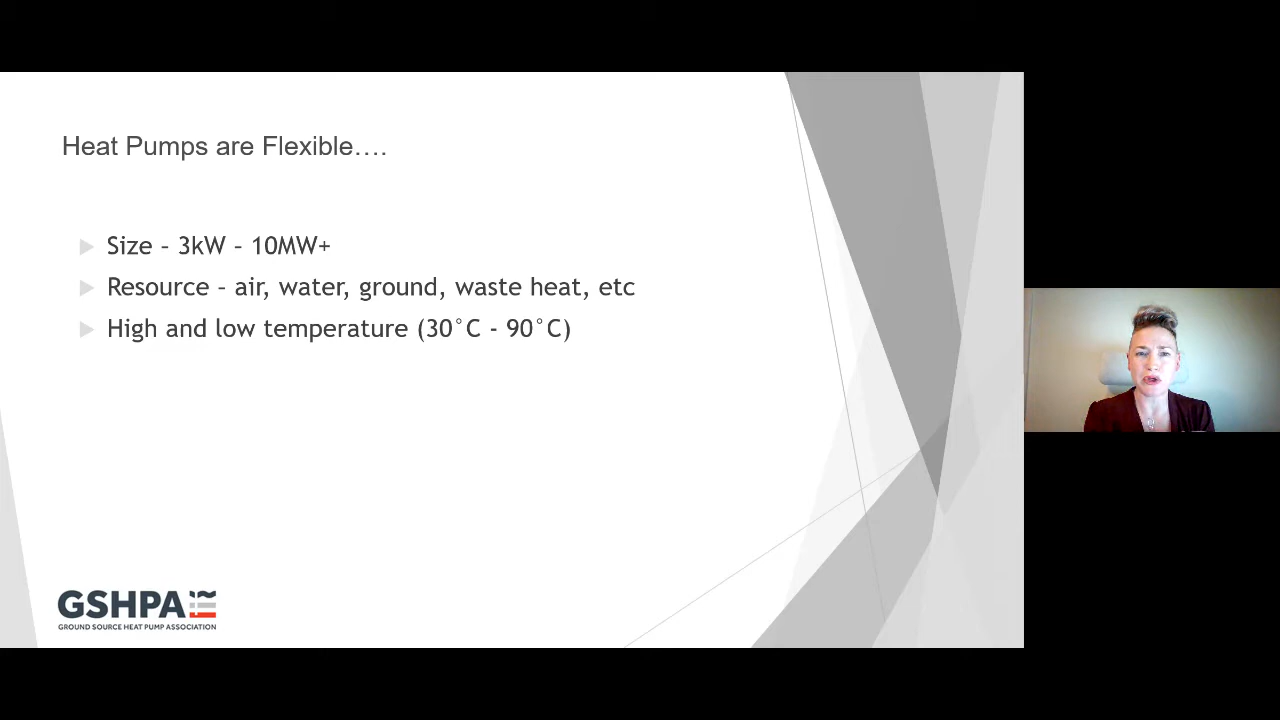 Heat Pumps are Flexible….
Size – 3kW – 10MW+
Resource – air, water, ground, waste heat, etc
High and low temperature (30°C - 90°C)
GSHPA
GROUND SOURCE HEAT PUMP ASSOCIATION